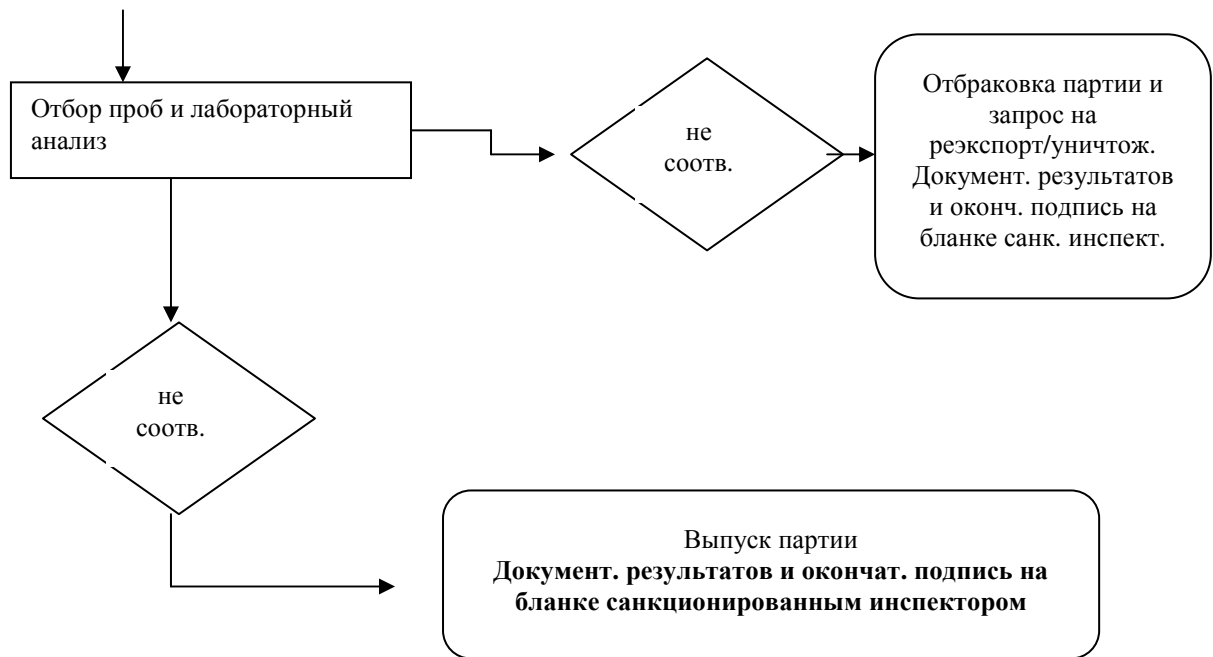 Отбор проб и лабораторный
анализ
не
соотв.
Отбраковка партии и
запрос на
реэкспорт/уничтож.
Документ. результатов
и оконч. подпись на
бланке санк. инспект.
не
соотв.
Выпуск партии
Документ. результатов и окончат. подпись на
бланке санкционированным инспектором